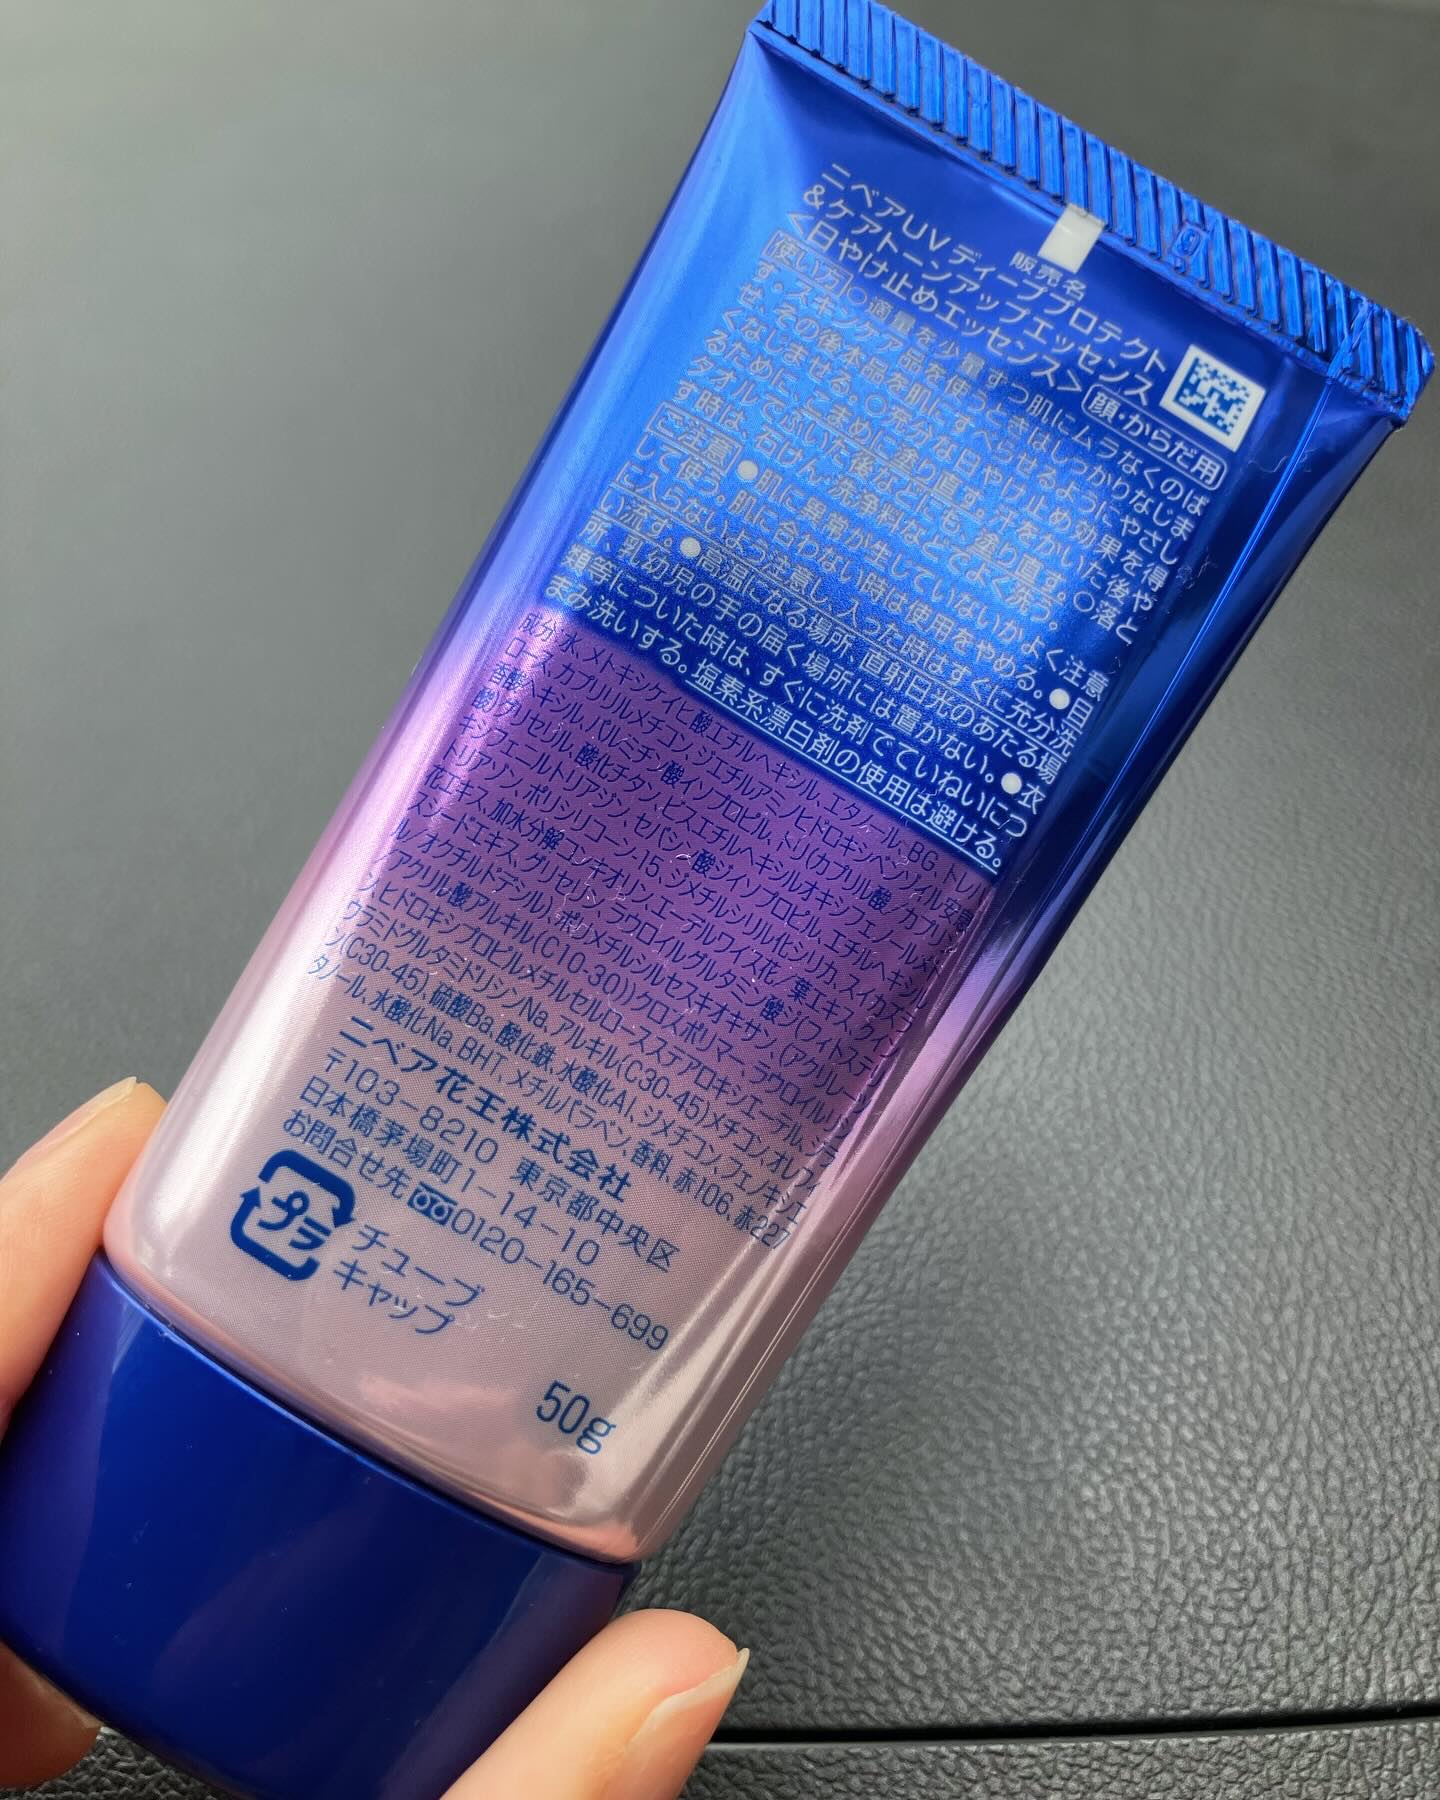 販売名
ニベアUV ディーププロテクト
&ケアトーンアップエッセンス
<日やけ止めエッセンス> 顔・からだ用
使い方 ○適量を少量ずつ肌にムラなくのば
す。スキンケア品を使うときはしっかりなじま
せ、その後本品を肌にすべらせるようにやさし
くなじませる。○充分な日やけ止め効果を得
るために、こまめに塗り直す。汗をかいた後や
タオルでふいた後などにも、塗り直す。○落と
す時は、石けん・洗浄料などでよく洗う。
ご注意 ●肌に異常が生じていないかよく注意
して使う。肌に合わない時は使用をやめる。●目
に入らないよう注意し、入った時はすぐに充分洗
い流す。●高温になる場所、直射日光のあたる場
所、乳幼児の手の届く場所には置かない。●衣
類等についた時は、すぐに洗剤でていねいにつ
まみ洗いする。塩素系漂白剤の使用は避ける。
成分:水、メトキシケイヒ酸エチルヘキシル、エタノール、BG、トレハ
ロース、カプリリルメチコン、ジエチルアミノヒドロキシベンゾイル安息
香酸ヘキシル、パルミチン酸イソプロピル、トリ(カプリル酸/カプリン
酸)グリセリル、酸化チタン、ビスエチルヘキシルオキシフェノールメト
キシフェニルトリアジン、セバシン酸ジイソプロピル、エチルヘキシル
トリアゾン、ポリシリコーン-15、ジメチルシリル化シリカ、スイカズラ
花エキス、加水分解コンキオリン、エーデルワイス花/葉エキス、
スシードエキス、グリセリン、ラウロイルグルタミン酸ジ(フィトステリ
ル/オクチルドデシル)、ポリメチルシルセスキオキサン、(アクリレーツ
/アクリル酸アルキル(C10-30))クロスポリマー、ラウロイルリシ
ン、ヒドロキシプロピルメチルセルロースステアロキシエーテル、ジラ
ウラミドグルタミドリシンNa、アルキル(C30-45)メチコン、オレフィ
ン(C30-45)、硫酸Ba、酸化鉄、水酸化Al、ジメチコン、フェノキシエ
タノール、水酸化Na、BHT、メチルパラベン、香料、赤106、赤227
ニベア花王株式会社
〒103-8210 東京都中央区
日本橋茅場町1-14-10
お問合せ先 0120-165-699
プラ チューブ
キャップ
50g